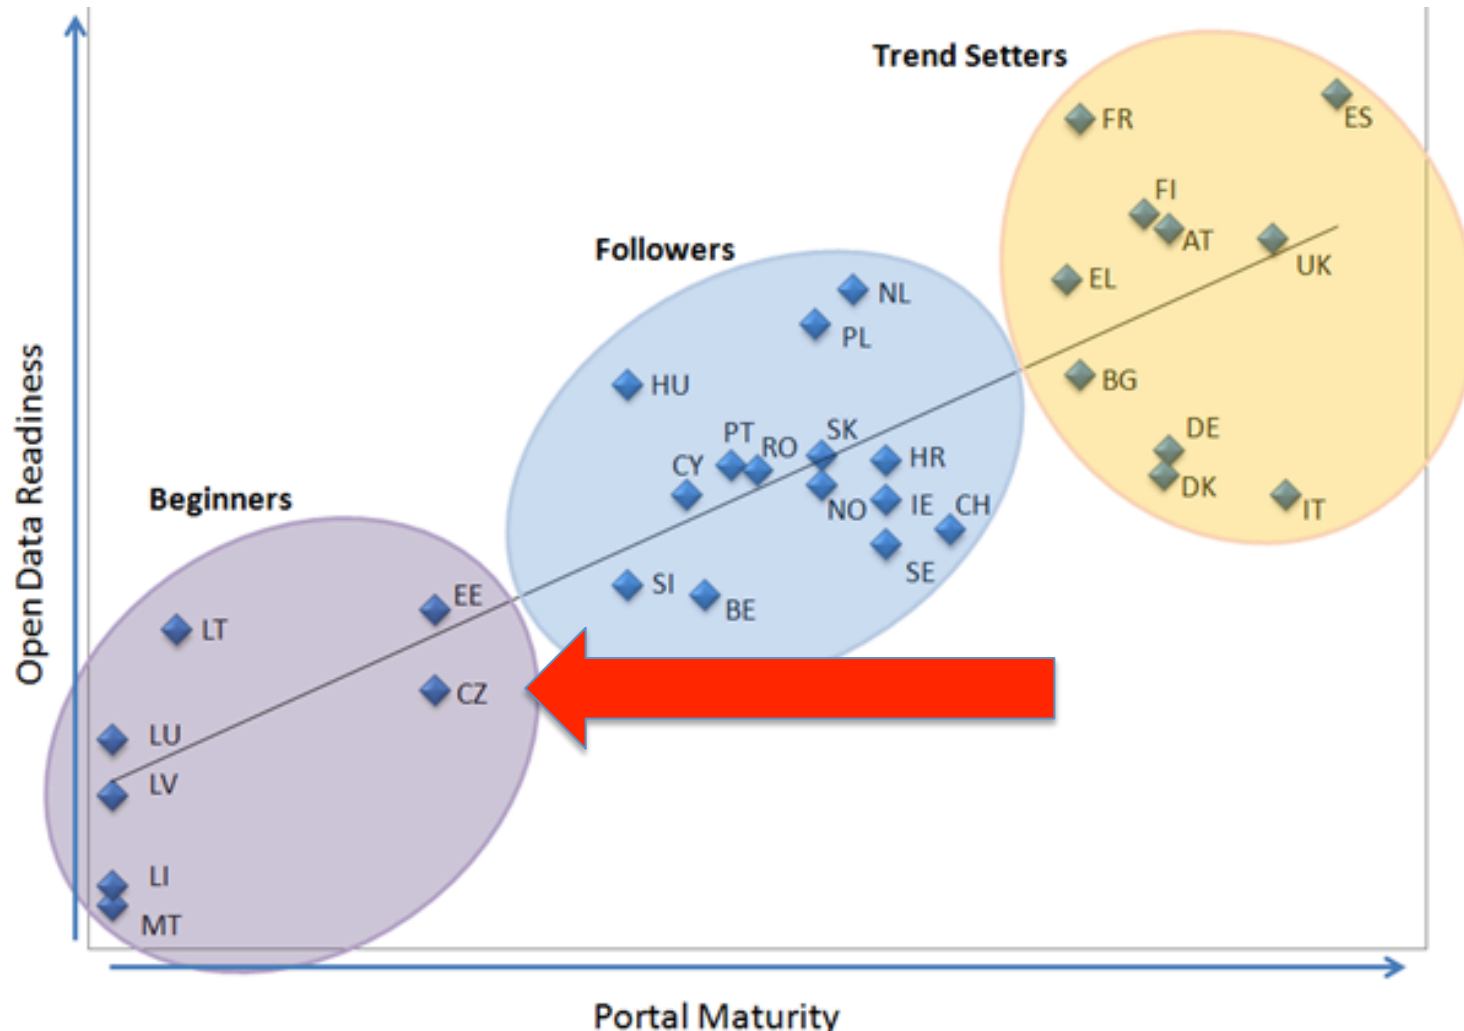 Trend Setters
ES
FR
FI
AT
UK
EL
Followers
NL
PL
BG
HU
DE
DK
IT
PT
RO
SK
HR
CY
NO
IE
CH
SE
SI
BE
Beginners
EE
LT
CZ
LU
LV
LI
MT
Open Data Readiness
Portal Maturity